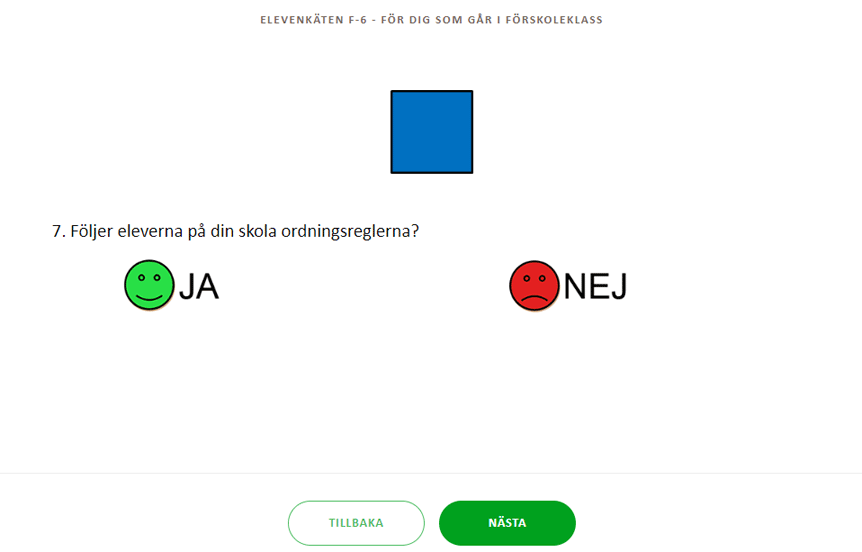 ELEVENKÄTEN F-6 - FÖR DIG SOM GÅR I FÖRSKOLEKLASS
7. Följer eleverna på din skola ordningsreglerna?
JA
NEJ
TILLBAKA
NÄSTA